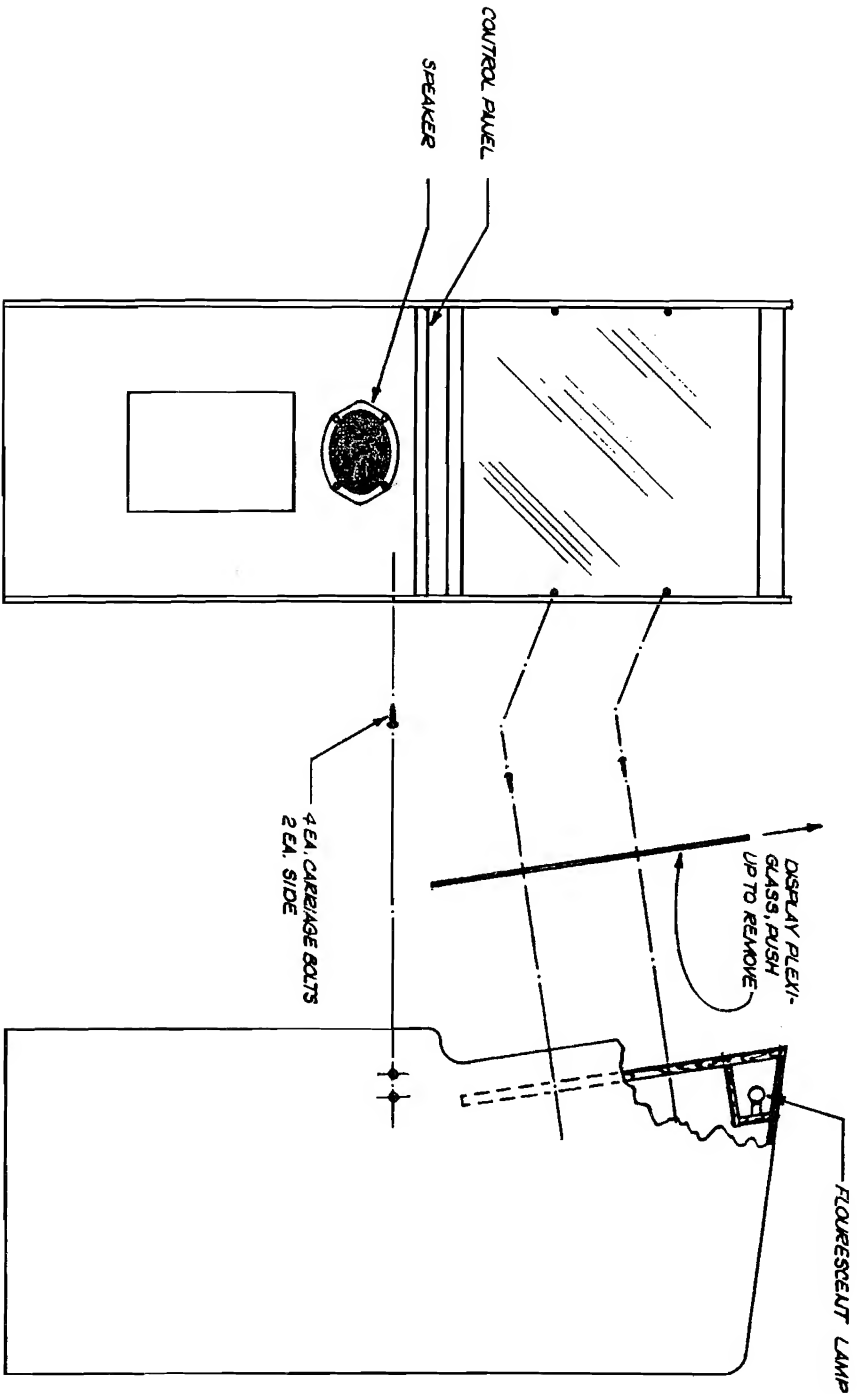 CONTROL PANEL
SPEAKER
4 EA. CARRIAGE BOLTS
2 EA. SIDE
DISPLAY PLEXI-
GLASS, PUSH
UP TO REMOVE
FLOURESCENT LAMP